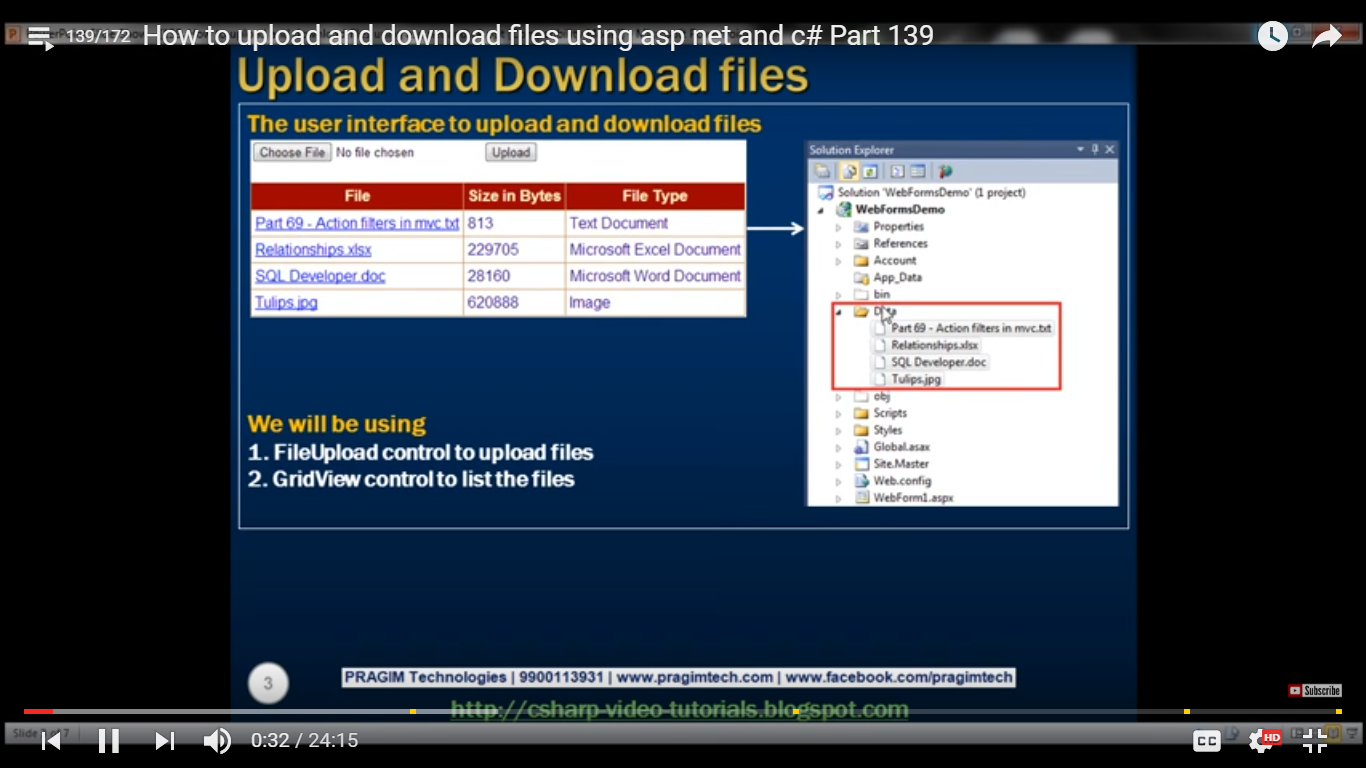 139/172 How to upload and download files using asp net and c# Part 139
Upload and Download files
The user interface to upload and download files
Choose File No file chosen Upload
File Size in Bytes File Type
Part 69 - Action filters in mvc.txt 813 Text Document
Relationships.xlsx 229705 Microsoft Excel Document
SQL Developer.doc 28160 Microsoft Word Document
Tulips.jpg 620888 Image
Solution Explorer
Solution 'WebFormsDemo' (1 project)
WebFormsDemo
Properties
References
Account
App_Data
bin
Data
Part 69 - Action filters in mvc.txt
Relationships.xlsx
SQL Developer.doc
Tulips.jpg
obj
Scripts
Styles
Global.asax
Site.Master
Web.config
WebForm1.aspx
We will be using
1. FileUpload control to upload files
2. GridView control to list the files
3
PRAGIM Technologies | 9900113931 | www.pragimtech.com | www.facebook.com/pragimtech
Subscribe
http://csharp-video-tutorials.blogspot.com
0:32 / 24:15
CC
HD